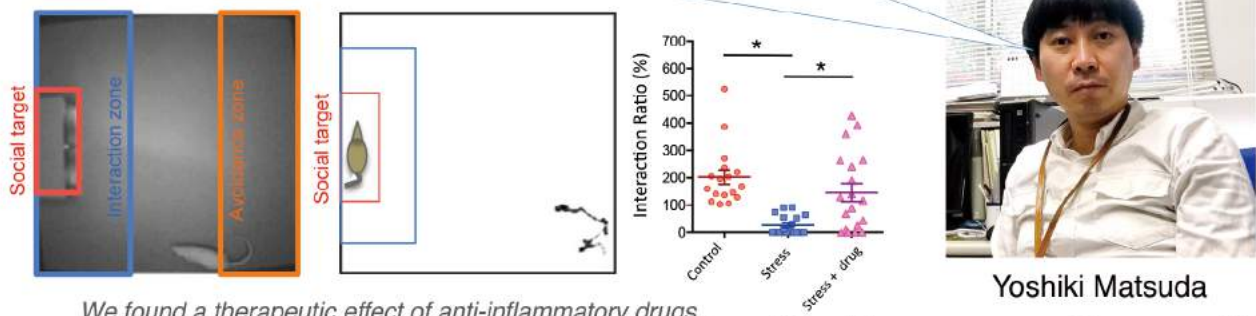 Social target
Interaction zone
Avoidance zone
Social target
Interaction Ratio (%)
700
600
500
400
300
200
100
0
*
*
Control
Stress
Stress + drug
Yoshiki Matsuda
We found a therapeutic effect of anti-inflammatory drugs